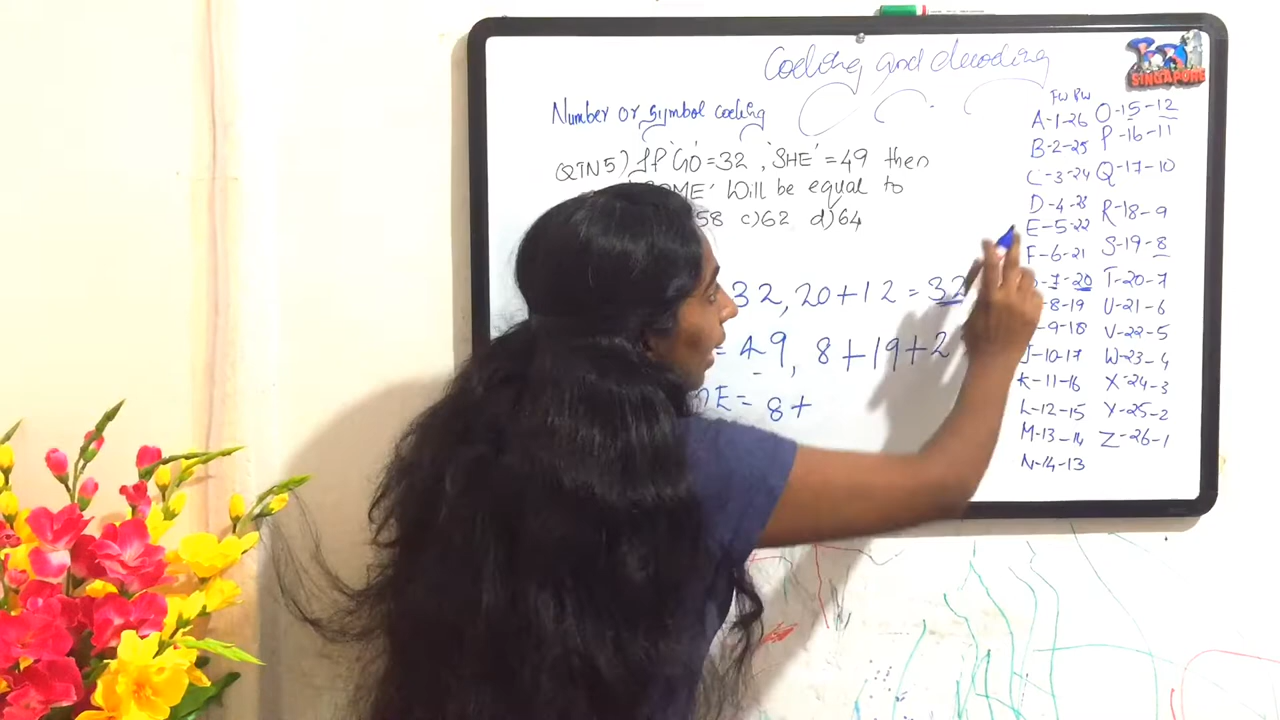 Coding and decoding
SINGAPORE
Number or symbol coding
QTN 5) If 'GO' = 32, 'SHE' = 49 then
'SOME' will be equal to
58 c) 62 d) 64
32, 20 + 12 = 32
= 49, 8 + 19 + 2
ME = 8 +
FW BW
A-1-26
B-2-25
C-3-24
D-4-23
E-5-22
F-6-21
-7-20
-8-19
-9-18
J-10-17
K-11-16
L-12-15
M-13-14
N-14-13
O-15-12
P-16-11
Q-17-10
R-18-9
S-19-8
T-20-7
U-21-6
V-22-5
W-23-4
X-24-3
Y-25-2
Z-26-1